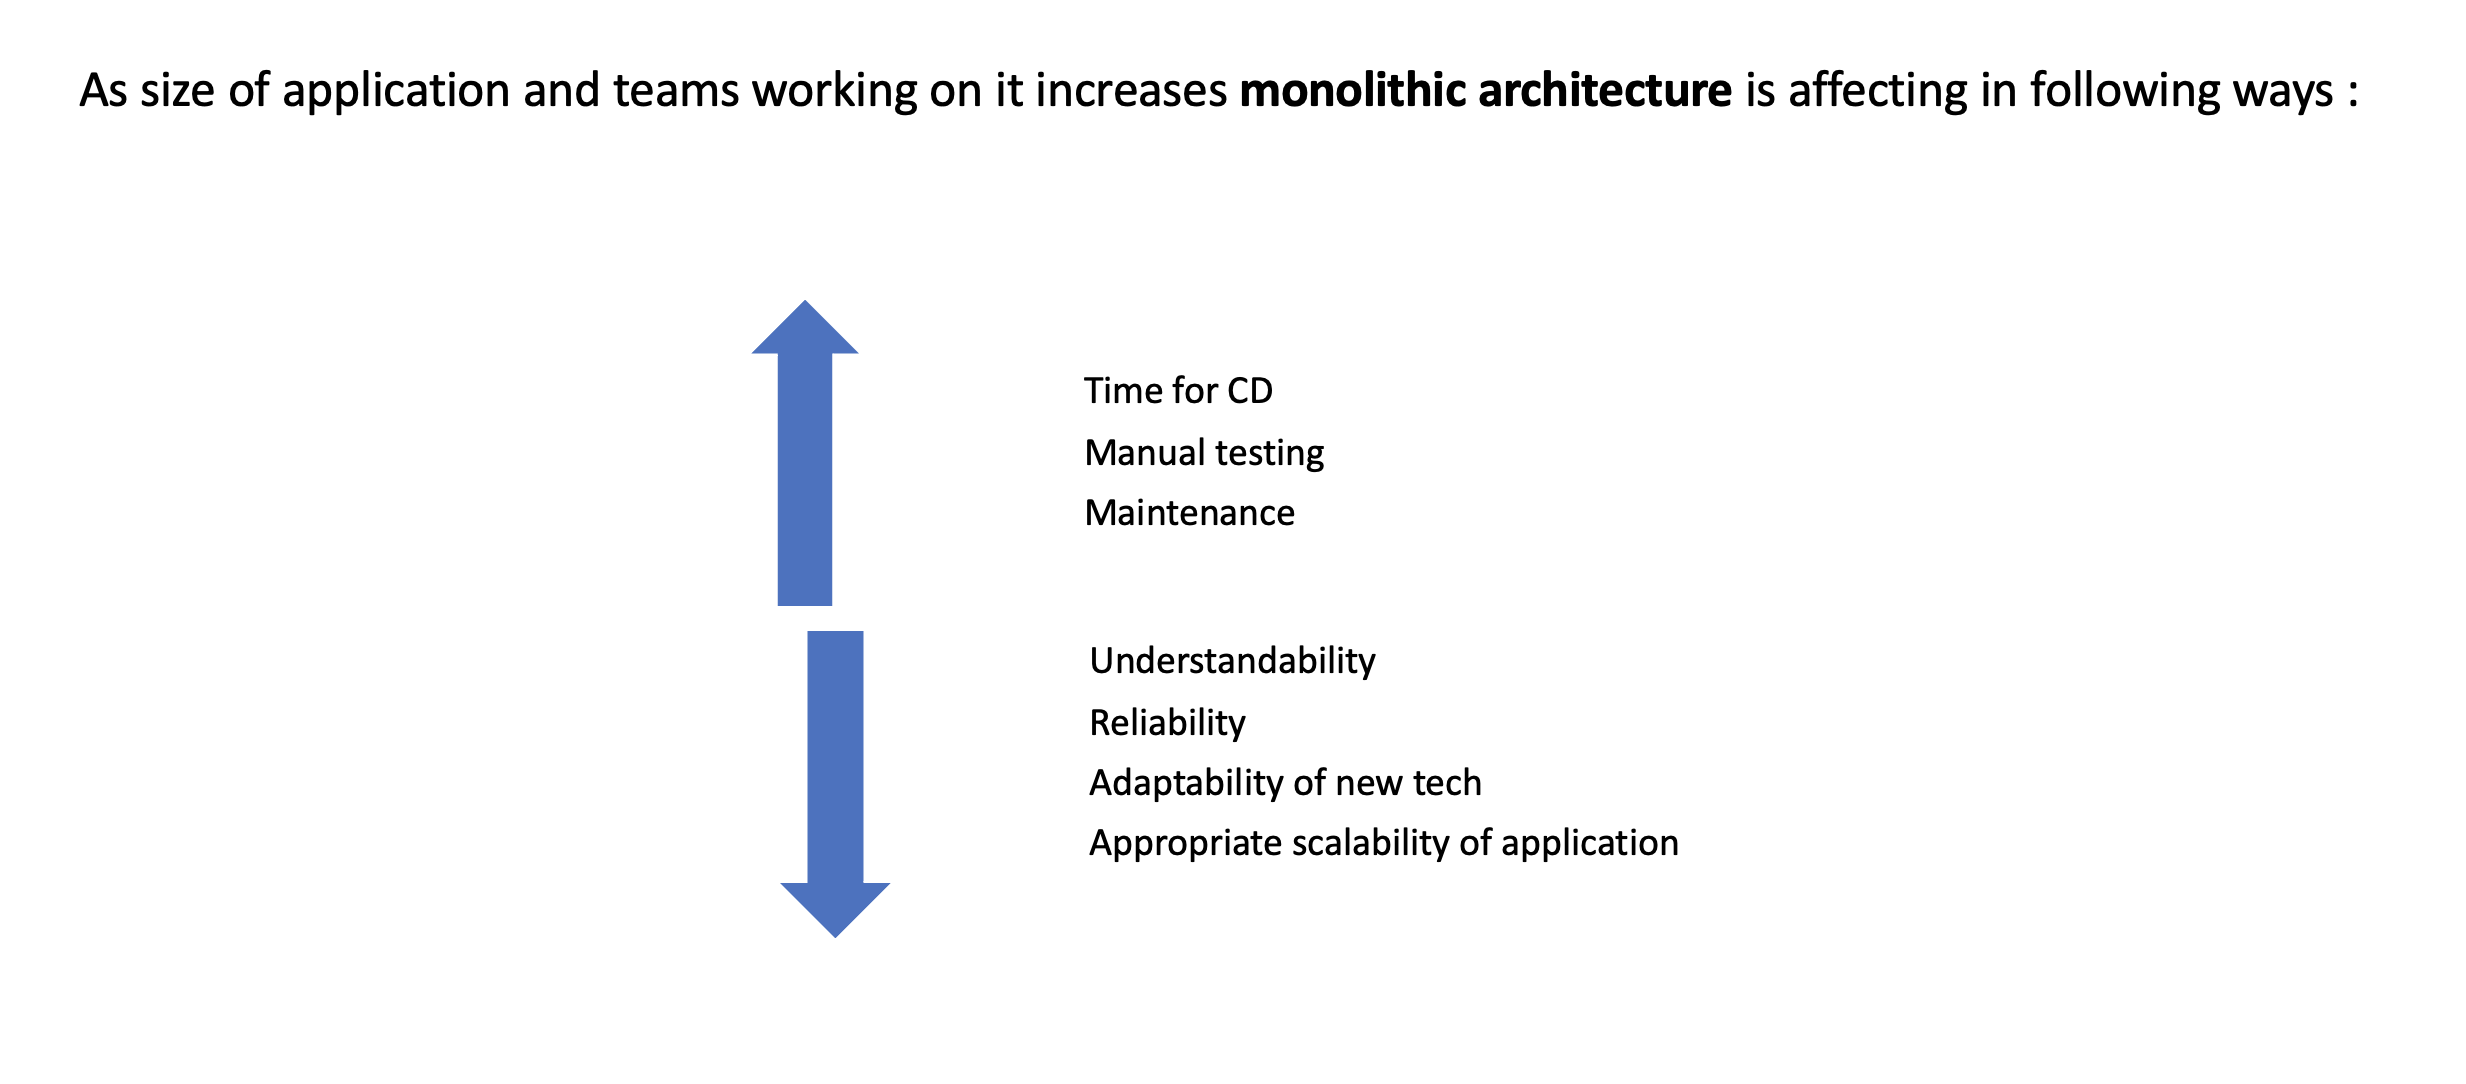 As size of application and teams working on it increases monolithic architecture is affecting in following ways :
Time for CD
Manual testing
Maintenance
Understandability
Reliability
Adaptability of new tech
Appropriate scalability of application